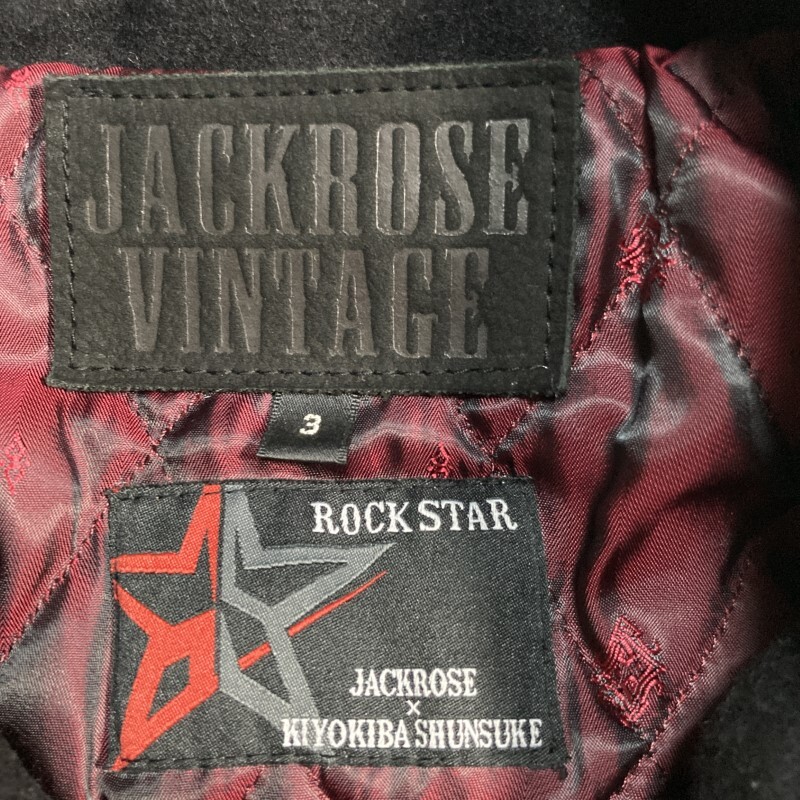 JACKROSE
VINTAGE
3
ROCK STAR
JACKROSE
×
KIYOKIBA SHUNSUKE